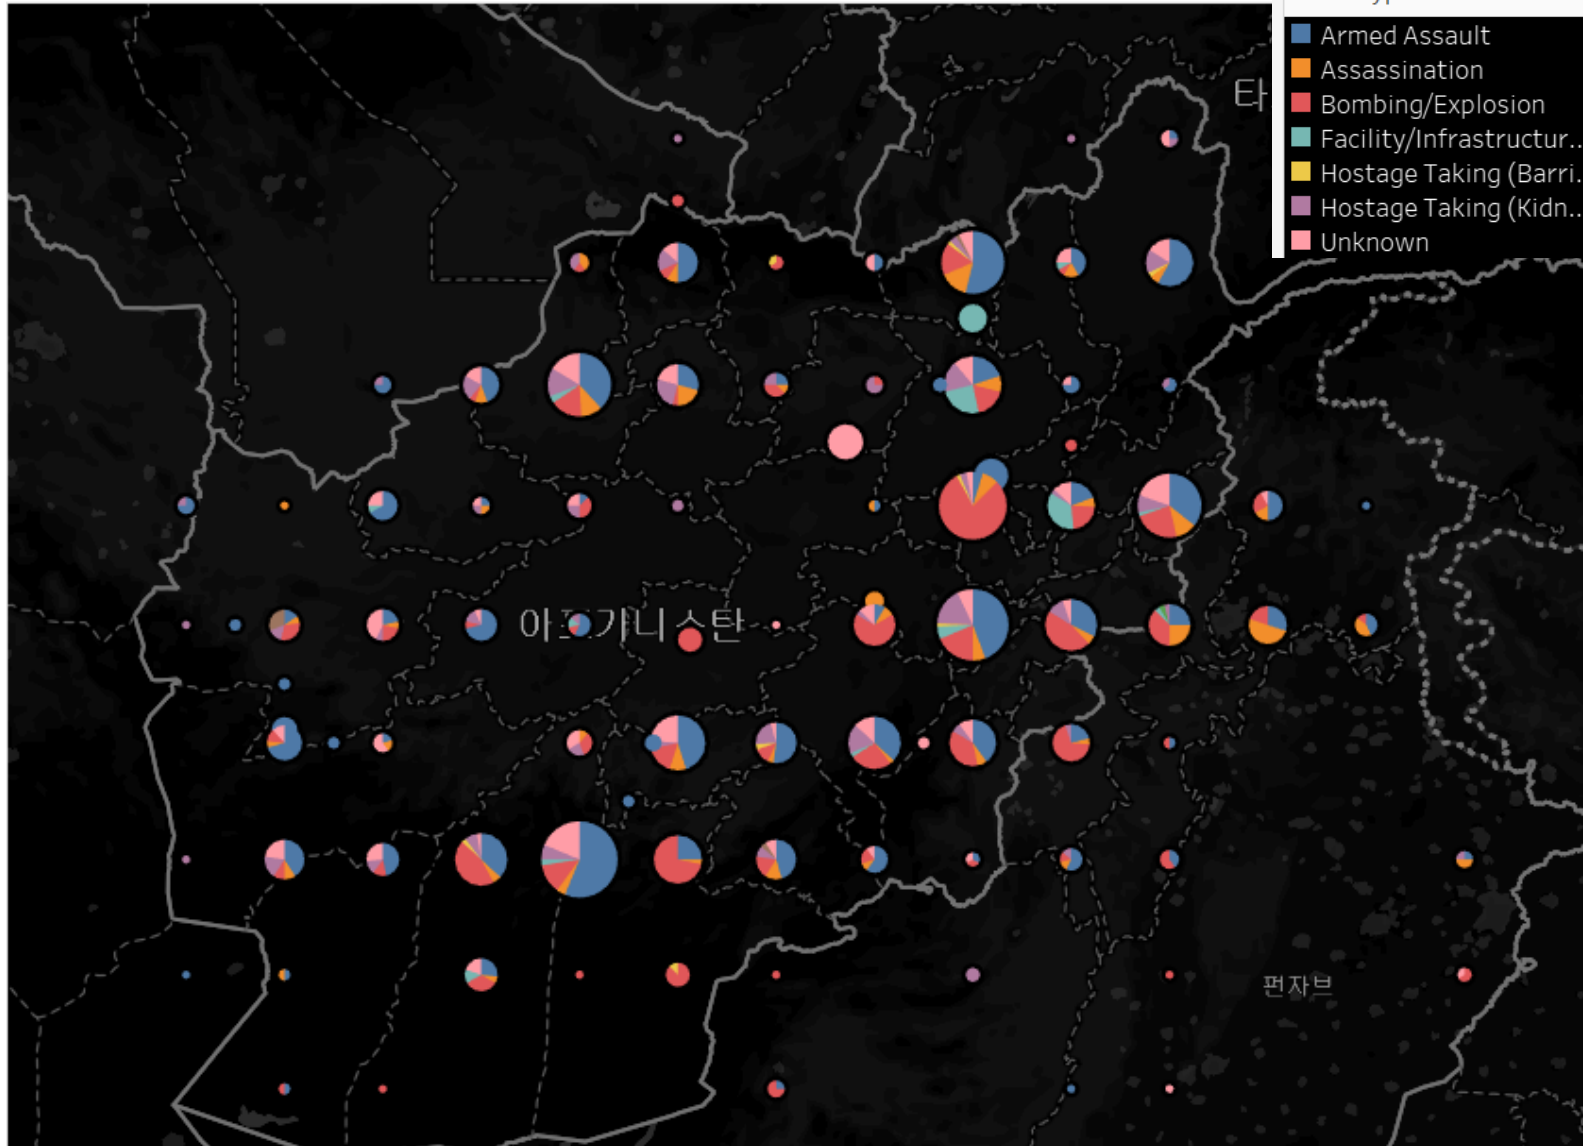 Armed Assault
Assassination
Bombing/Explosion
Facility/Infrastructur..
Hostage Taking (Barri..
Hostage Taking (Kidn..
Unknown
타
아프가니스탄
펀자브